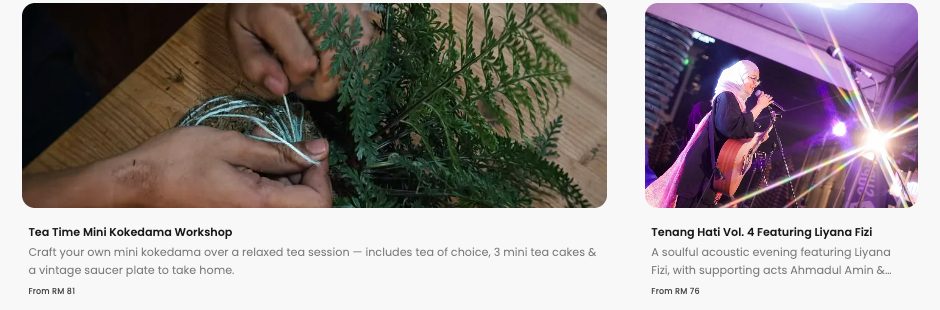 Tea Time Mini Kokedama Workshop
Craft your own mini kokedama over a relaxed tea session — includes tea of choice, 3 mini tea cakes &
a vintage saucer plate to take home.
From RM 81
Tenang Hati Vol. 4 Featuring Liyana Fizi
A soulful acoustic evening featuring Liyana
Fizi, with supporting acts Ahmadul Amin &...
From RM 76